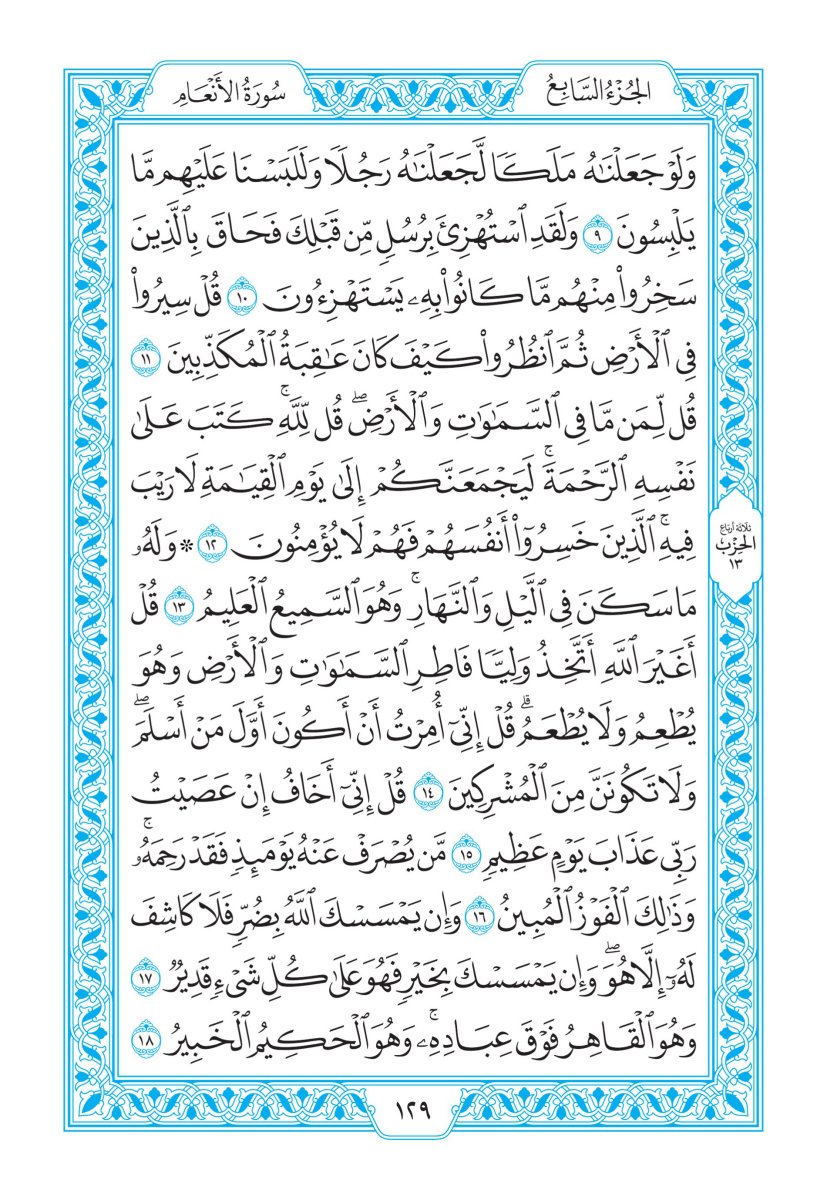 الجُزْءُ السَّابِعُ
سُورَةُ الأَنْعَامِ
وَلَوْ جَعَلْنَٰهُ مَلَكٗا لَّجَعَلْنَٰهُ رَجُلٗا وَلَلَبَسْنَا عَلَيْهِم مَّا
يَلْبِسُونَ ٩ وَلَقَدِ ٱسْتُهْزِئَ بِرُسُلٖ مِّن قَبْلِكَ فَحَاقَ بِٱلَّذِينَ
سَخِرُوا۟ مِنْهُم مَّا كَانُوا۟ بِهِۦ يَسْتَهْزِءُونَ ١٠ قُلْ سِيرُوا۟
فِي ٱلْأَرْضِ ثُمَّ ٱنظُرُوا۟ كَيْفَ كَانَ عَٰقِبَةُ ٱلْمُكَذِّبِينَ ١١
قُل لِّمَن مَّا فِي ٱلسَّمَٰوَٰتِ وَٱلْأَرْضِۖ قُل لِّلَّهِۚ كَتَبَ عَلَىٰ
نَفْسِهِ ٱلرَّحْمَةَۚ لَيَجْمَعَنَّكُمْ إِلَىٰ يَوْمِ ٱلْقِيَٰمَةِ لَا رَيْبَ
فِيهِۚ ٱلَّذِينَ خَسِرُوٓا۟ أَنفُسَهُمْ فَهُمْ لَا يُؤْمِنُونَ ١٢ * وَلَهُۥ
مَا سَكَنَ فِي ٱلَّيْلِ وَٱلنَّهَارِۚ وَهُوَ ٱلسَّمِيعُ ٱلْعَلِيمُ ١٣ قُلْ
أَغَيْرَ ٱللَّهِ أَتَّخِذُ وَلِيّٗا فَاطِرِ ٱلسَّمَٰوَٰتِ وَٱلْأَرْضِ وَهُوَ
يُطْعِمُ وَلَا يُطْعَمُۗ قُلْ إِنِّيٓ أُمِرْتُ أَنْ أَكُونَ أَوَّلَ مَنْ أَسْلَمَۖ
وَلَا تَكُونَنَّ مِنَ ٱلْمُشْرِكِينَ ١٤ قُلْ إِنِّيٓ أَخَافُ إِنْ عَصَيْتُ
رَبِّي عَذَابَ يَوْمٍ عَظِيمٖ ١٥ مَّن يُصْرَفْ عَنْهُ يَوْمَئِذٖ فَقَدْ رَحِمَهُۥۚ
وَذَٰلِكَ ٱلْفَوْزُ ٱلْمُبِينُ ١٦ وَإِن يَمْسَسْكَ ٱللَّهُ بِضُرّٖ فَلَا كَاشِفَ
لَهُۥٓ إِلَّا هُوَۖ وَإِن يَمْسَسْكَ بِخَيْرٖ فَهُوَ عَلَىٰ كُلِّ شَيْءٖ قَدِيرٞ ١٧
وَهُوَ ٱلْقَاهِرُ فَوْقَ عِبَادِهِۦۚ وَهُوَ ٱلْحَكِيمُ ٱلْخَبِيرُ ١٨
ثلاثة أرباع
الحِزْب
١٣
١٢٩